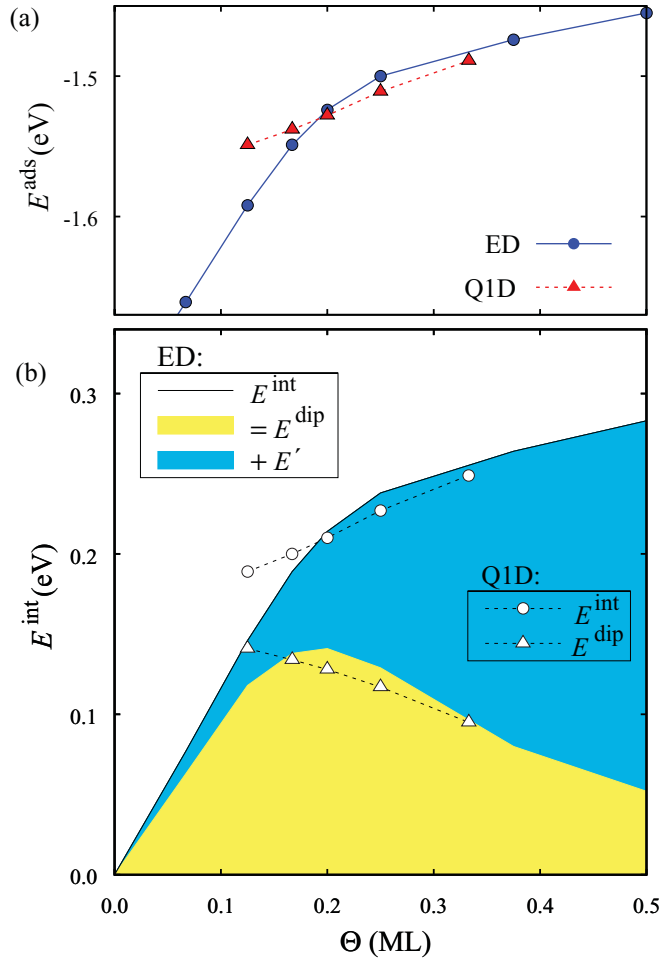 (a)
-1.5
-1.6
E^ads (eV)
ED
Q1D
(b)
ED:
E^int
= E^dip
+ E′
0.3
0.2
0.1
0.0
E^int (eV)
Q1D:
E^int
E^dip
0.0 0.1 0.2 0.3 0.4 0.5
Θ (ML)